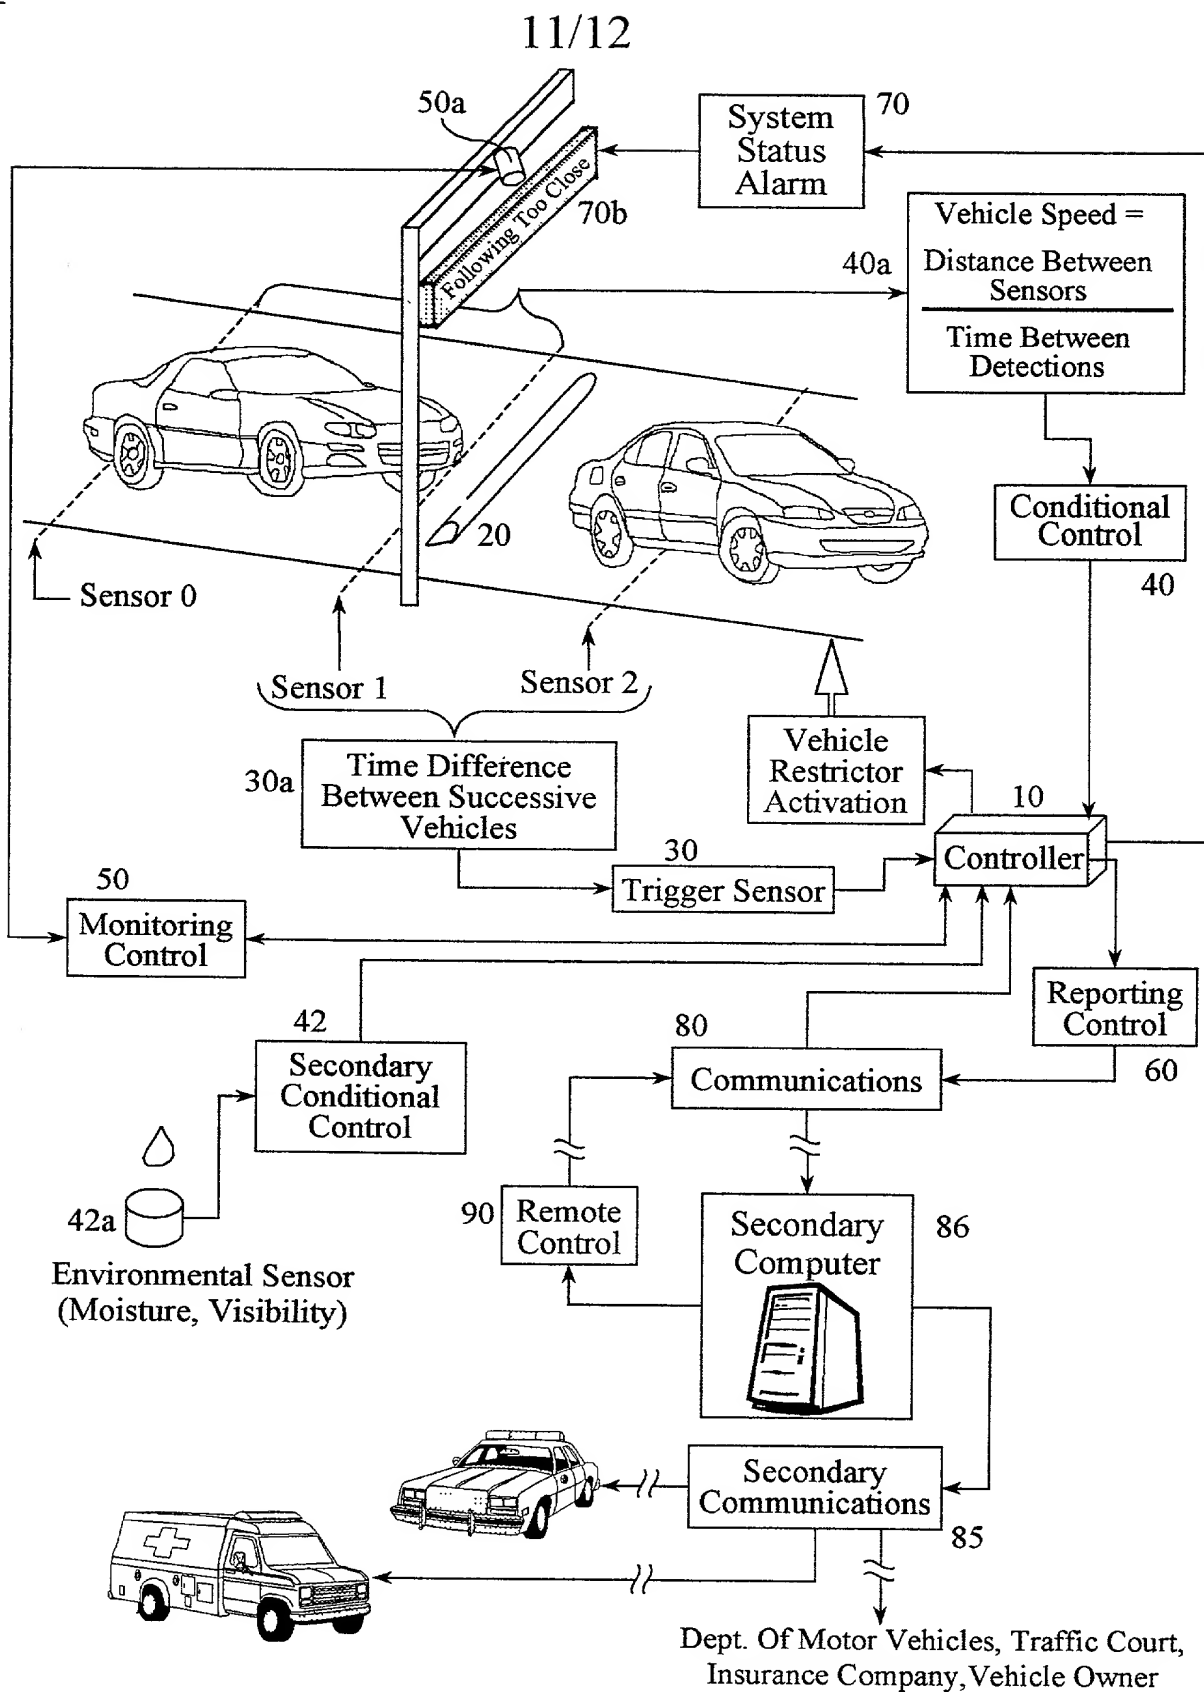 11/12
50a
System
Status
Alarm
70
Following Too Close
70b
40a
Vehicle Speed =
Distance Between
Sensors
Time Between
Detections
Conditional
Control
40
20
Sensor 0
Sensor 1
Sensor 2
30a
Time Difference
Between Successive
Vehicles
Vehicle
Restrictor
Activation
10
Controller
30
Trigger Sensor
50
Monitoring
Control
Reporting
Control
60
42
Secondary
Conditional
Control
80
Communications
42a
Environmental Sensor
(Moisture, Visibility)
90
Remote
Control
Secondary
Computer
86
Secondary
Communications
85
Dept. Of Motor Vehicles, Traffic Court,
Insurance Company, Vehicle Owner